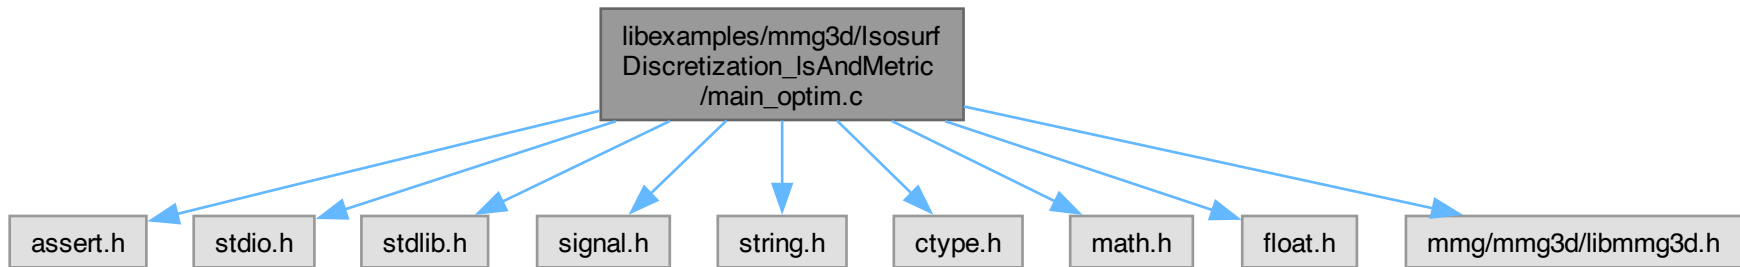 libexamples/mmg3d/Isosurf
Discretization_lsAndMetric
/main_optim.c
assert.h
stdio.h
stdlib.h
signal.h
string.h
ctype.h
math.h
float.h
mmg/mmg3d/libmmg3d.h